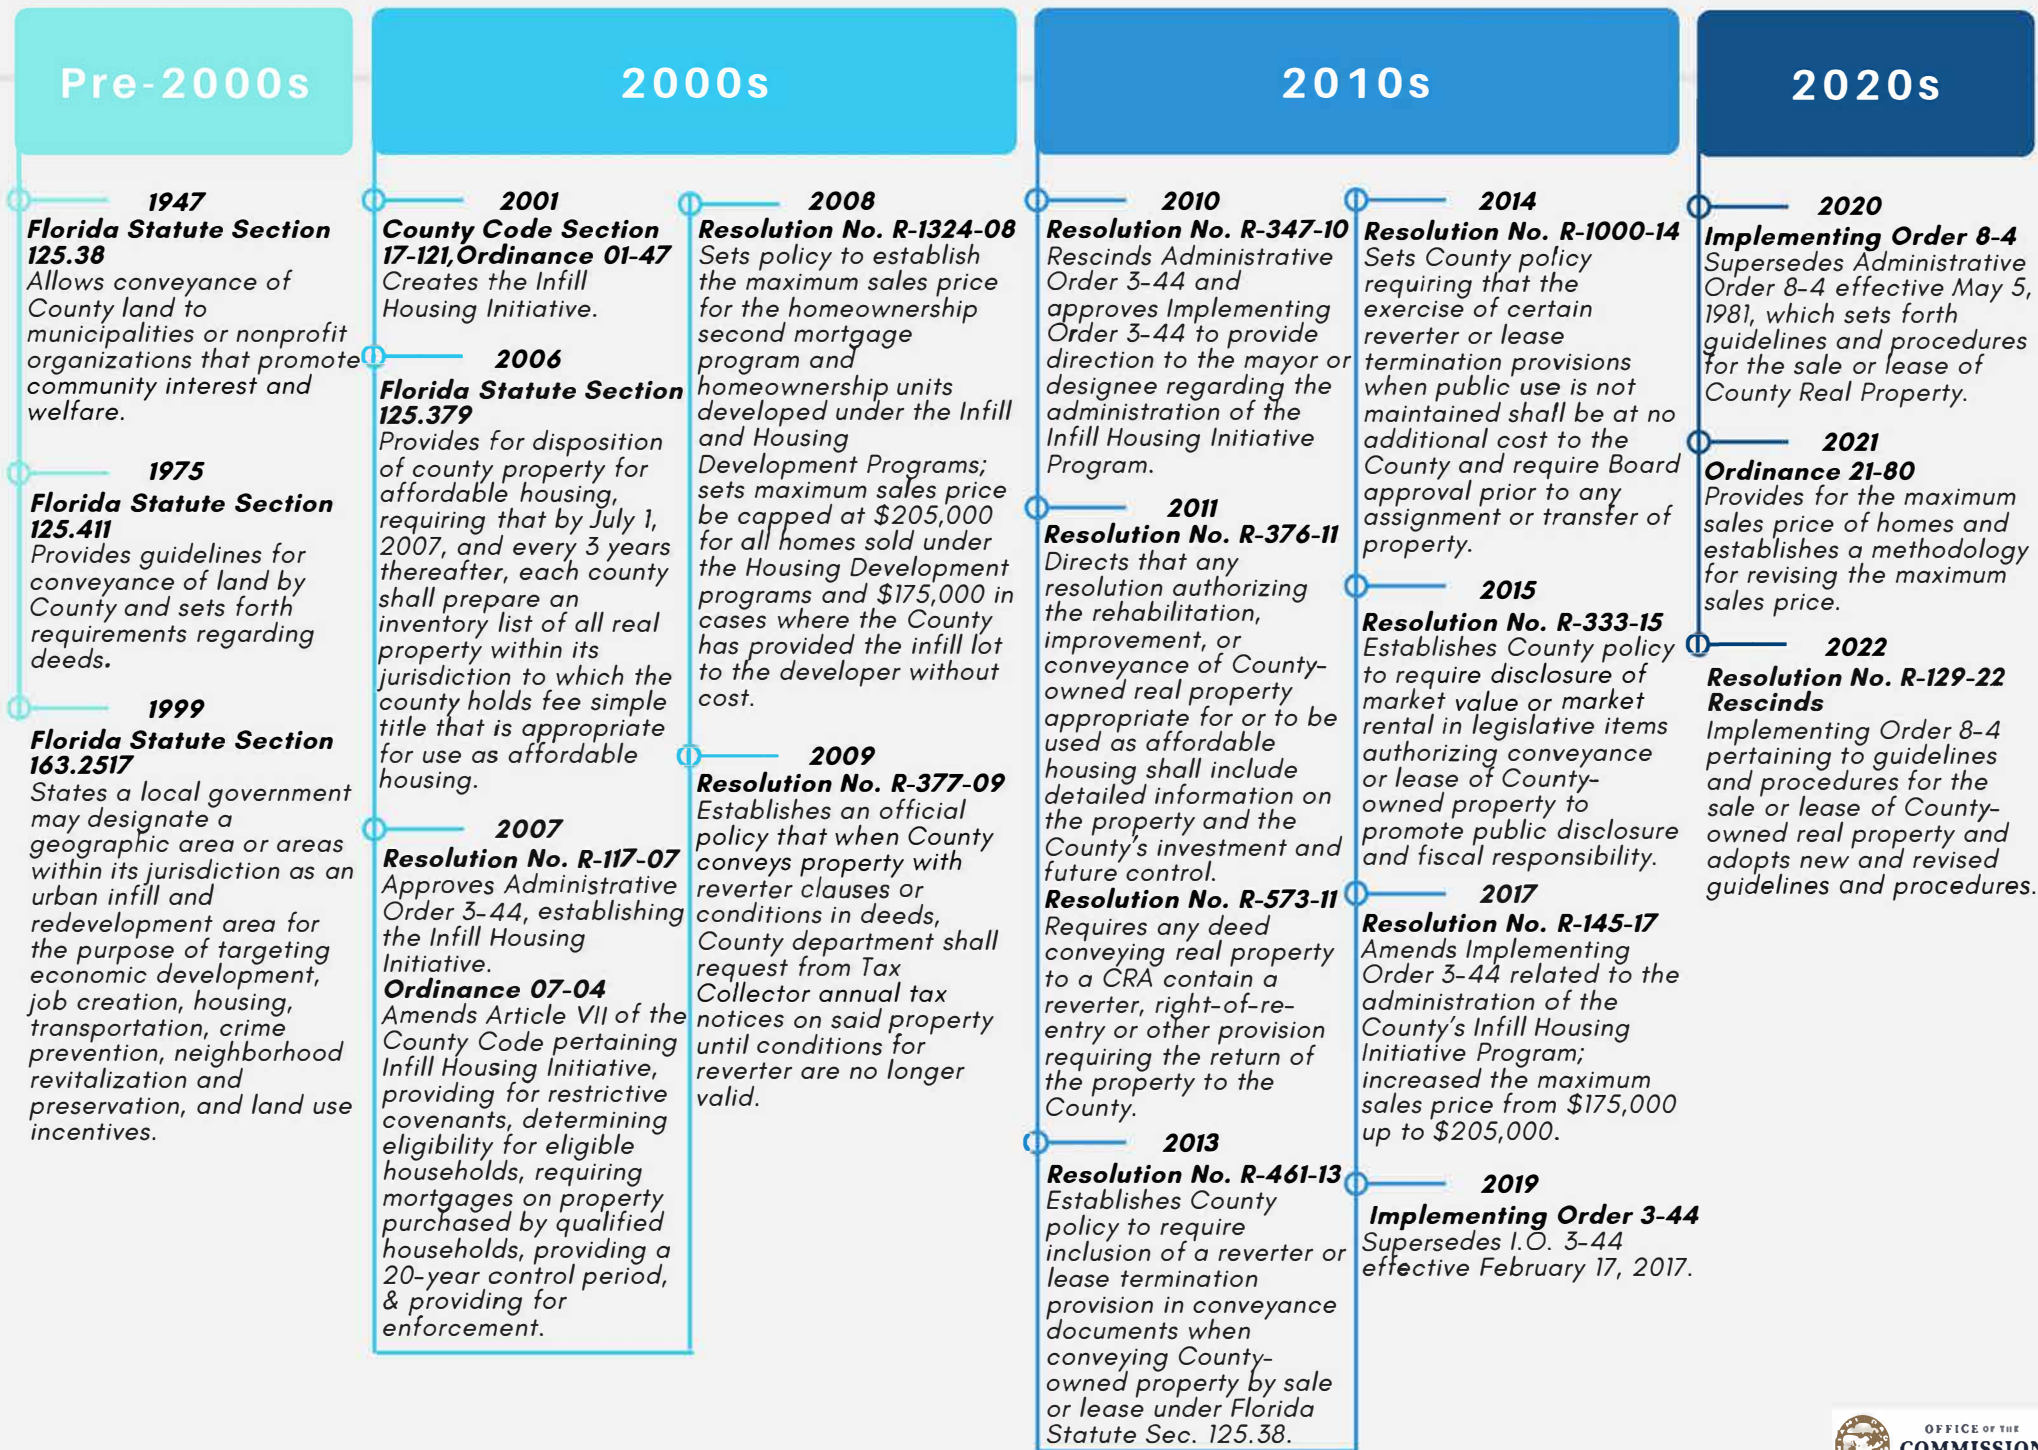 Pre-2000s
1947
Florida Statute Section
125.38
Allows conveyance of
County land to
municipalities or nonprofit
organizations that promote
community interest and
welfare.
1975
Florida Statute Section
125.411
Provides guidelines for
conveyance of land by
County and sets forth
requirements regarding
deeds.
1999
Florida Statute Section
163.2517
States a local government
may designate a
geographic area or areas
within its jurisdiction as an
urban infill and
redevelopment area for
the purpose of targeting
economic development,
job creation, housing,
transportation, crime
prevention, neighborhood
revitalization and
preservation, and land use
incentives.
2000s
2001
County Code Section
17-121,Ordinance 01-47
Creates the Infill
Housing Initiative.
2006
Florida Statute Section
125.379
Provides for disposition
of county property for
affordable housing,
requiring that by July 1,
2007, and every 3 years
thereafter, each county
shall prepare an
inventory list of all real
property within its
jurisdiction to which the
county holds fee simple
title that is appropriate
for use as affordable
housing.
2007
Resolution No. R-117-07
Approves Administrative
Order 3-44, establishing
the Infill Housing
Initiative.
Ordinance 07-04
Amends Article VII of the
County Code pertaining
Infill Housing Initiative,
providing for restrictive
covenants, determining
eligibility for eligible
households, requiring
mortgages on property
purchased by qualified
households, providing a
20-year control period,
& providing for
enforcement.
2008
Resolution No. R-1324-08
Sets policy to establish
the maximum sales price
for the homeownership
second mortgage
program and
homeownership units
developed under the Infill
and Housing
Development Programs;
sets maximum sales price
be capped at $205,000
for all homes sold under
the Housing Development
programs and $175,000 in
cases where the County
has provided the infill lot
to the developer without
cost.
2009
Resolution No. R-377-09
Establishes an official
policy that when County
conveys property with
reverter clauses or
conditions in deeds,
County department shall
request from Tax
Collector annual tax
notices on said property
until conditions for
reverter are no longer
valid.
2010s
2010
Resolution No. R-347-10
Rescinds Administrative
Order 3-44 and
approves Implementing
Order 3-44 to provide
direction to the mayor or
designee regarding the
administration of the
Infill Housing Initiative
Program.
2011
Resolution No. R-376-11
Directs that any
resolution authorizing
the rehabilitation,
improvement, or
conveyance of County-
owned real property
appropriate for or to be
used as affordable
housing shall include
detailed information on
the property and the
County's investment and
future control.
Resolution No. R-573-11
Requires any deed
conveying real property
to a CRA contain a
reverter, right-of-re-
entry or other provision
requiring the return of
the property to the
County.
2013
Resolution No. R-461-13
Establishes County
policy to require
inclusion of a reverter or
lease termination
provision in conveyance
documents when
conveying County-
owned property by sale
or lease under Florida
Statute Sec. 125.38.
2014
Resolution No. R-1000-14
Sets County policy
requiring that the
exercise of certain
reverter or lease
termination provisions
when public use is not
maintained shall be at no
additional cost to the
County and require Board
approval prior to any
assignment or transfer of
property.
2015
Resolution No. R-333-15
Establishes County policy
to require disclosure of
market value or market
rental in legislative items
authorizing conveyance
or lease of County-
owned property to
promote public disclosure
and fiscal responsibility.
2017
Resolution No. R-145-17
Amends Implementing
Order 3-44 related to the
administration of the
County's Infill Housing
Initiative Program;
increased the maximum
sales price from $175,000
up to $205,000.
2019
Implementing Order 3-44
Supersedes I.O. 3-44
effective February 17, 2017.
2020s
2020
Implementing Order 8-4
Supersedes Administrative
Order 8-4 effective May 5,
1981, which sets forth
guidelines and procedures
for the sale or lease of
County Real Property.
2021
Ordinance 21-80
Provides for the maximum
sales price of homes and
establishes a methodology
for revising the maximum
sales price.
2022
Resolution No. R-129-22
Rescinds
Implementing Order 8-4
pertaining to guidelines
and procedures for the
sale or lease of County-
owned real property and
adopts new and revised
guidelines and procedures.
OFFICE OF THE